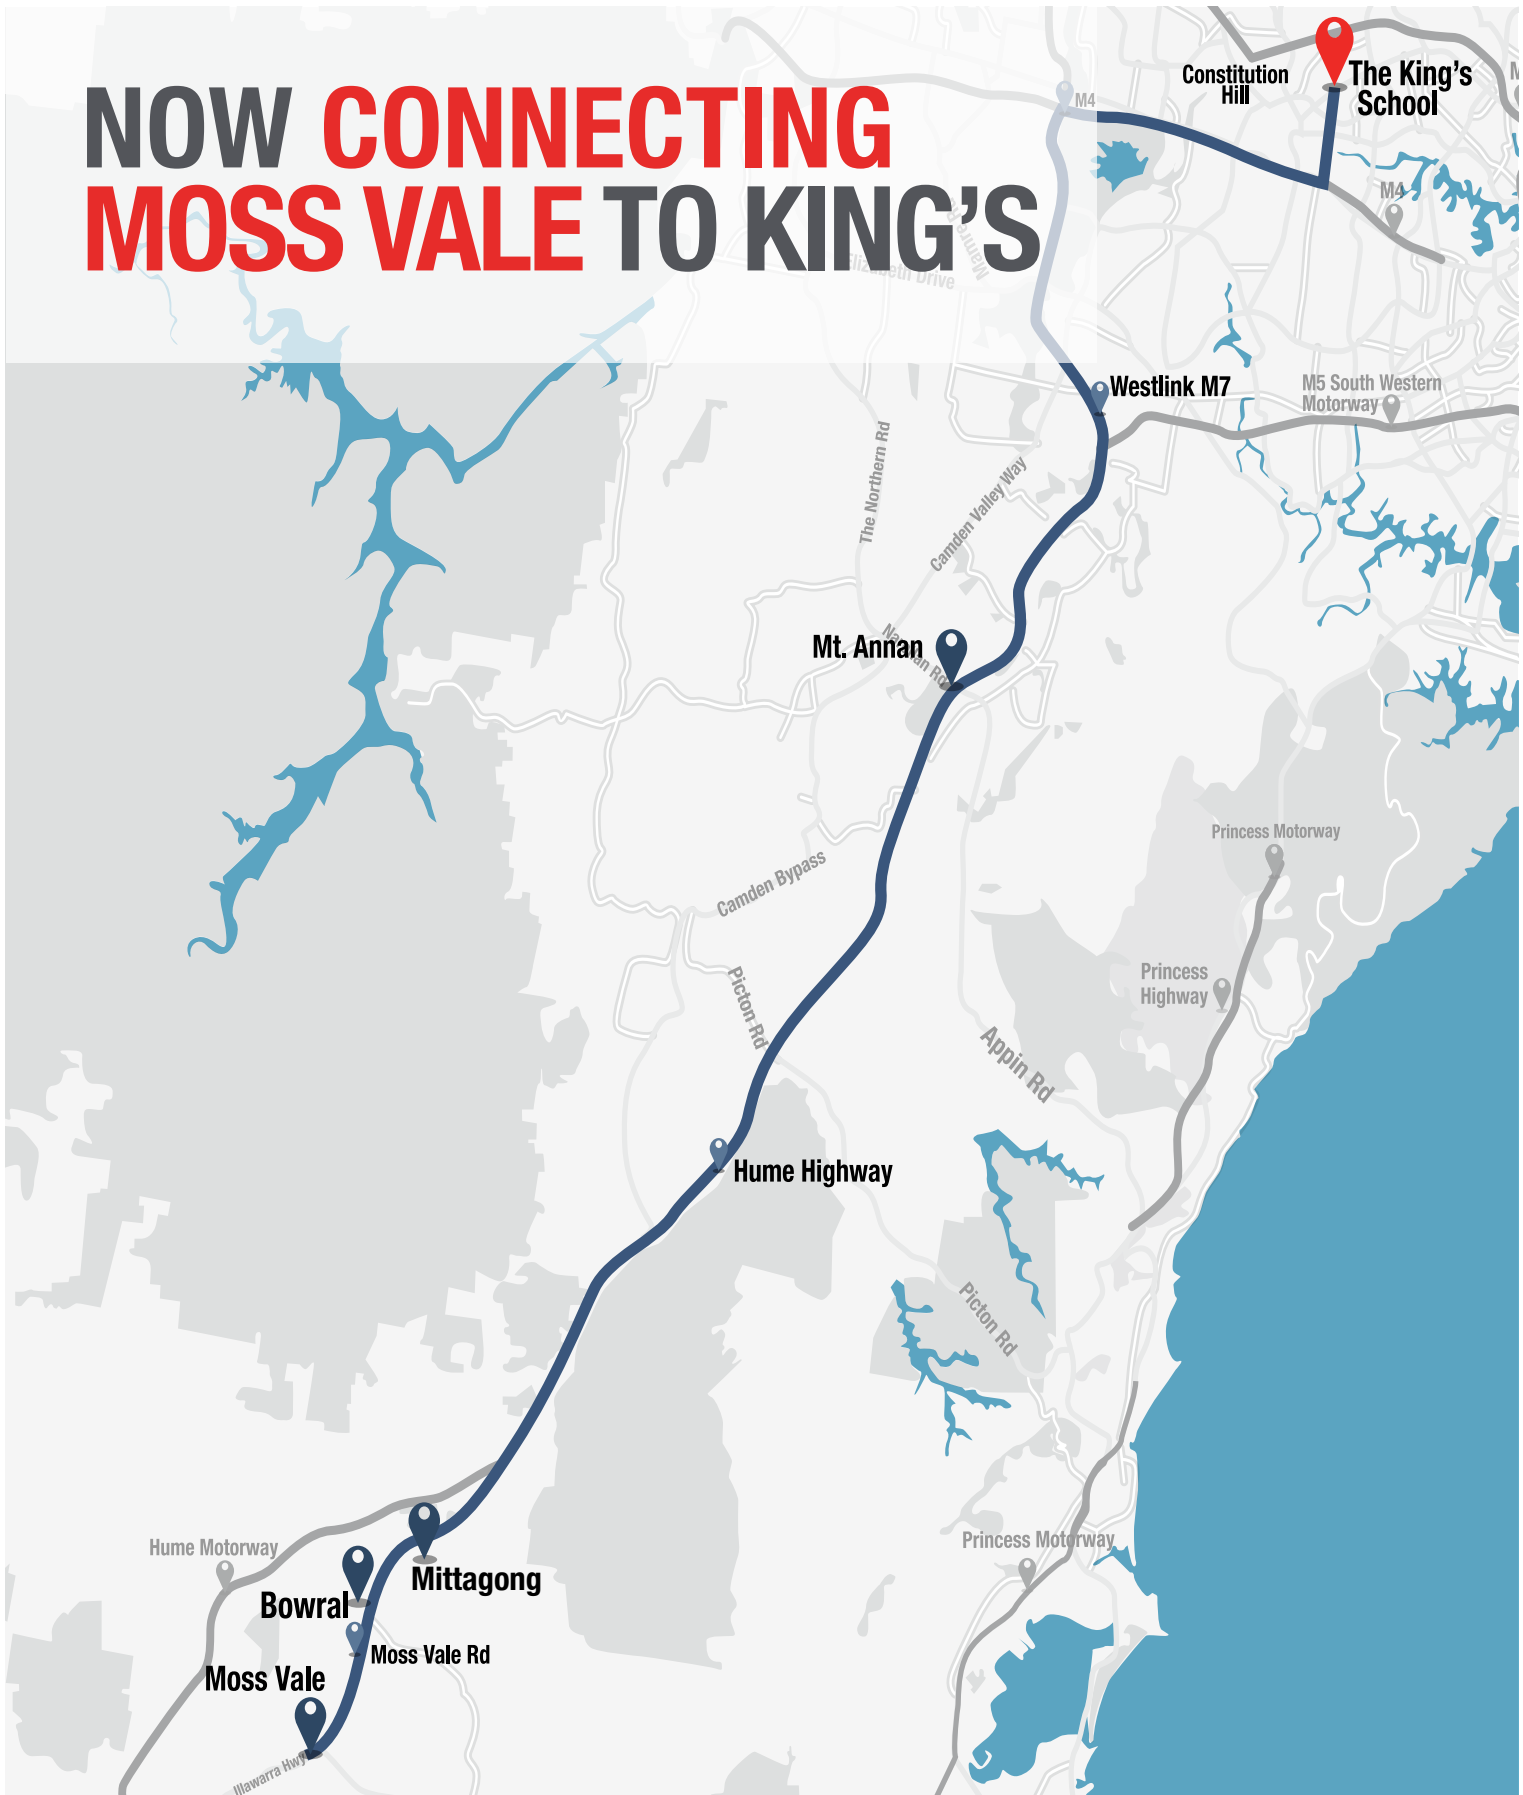 NOW CONNECTING
MOSS VALE TO KING'S
Constitution
Hill
The King's
School
M4
M4
Elizabeth Drive
Westlink M7
M5 South Western
Motorway
The Northern Rd
Camden Valley Way
Mt. Annan
Princess Motorway
Camden Bypass
Picton Rd
Princess
Highway
Appin Rd
Hume Highway
Picton Rd
Hume Motorway
Mittagong
Princess Motorway
Bowral
Moss Vale Rd
Moss Vale
Illawarra Hwy